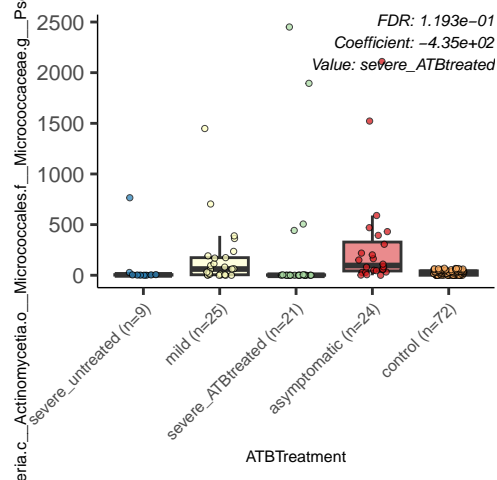 FDR: 1.193e−01
Coefficient: −4.35e+02
Value: severe_ATBtreated
2500
2000
1500
1000
500
0
eria.c__Actinomycetia.o__Micrococcales.f__Micrococcaceae.g__Ps
severe_untreated (n=9)
mild (n=25)
severe_ATBtreated (n=21)
asymptomatic (n=24)
control (n=72)
ATBTreatment